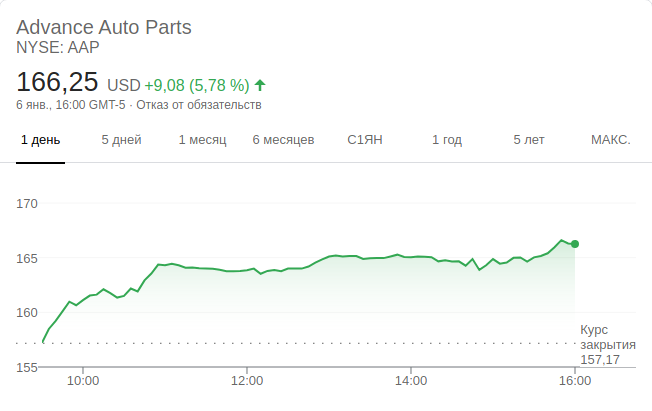 Advance Auto Parts
NYSE: AAP
166,25 USD +9,08 (5,78 %)
6 янв., 16:00 GMT-5 · Отказ от обязательств
1 день 5 дней 1 месяц 6 месяцев С1ЯН 1 год 5 лет МАКС.
170
165
160
Курс
закрытия
157,17
155
10:00 12:00 14:00 16:00